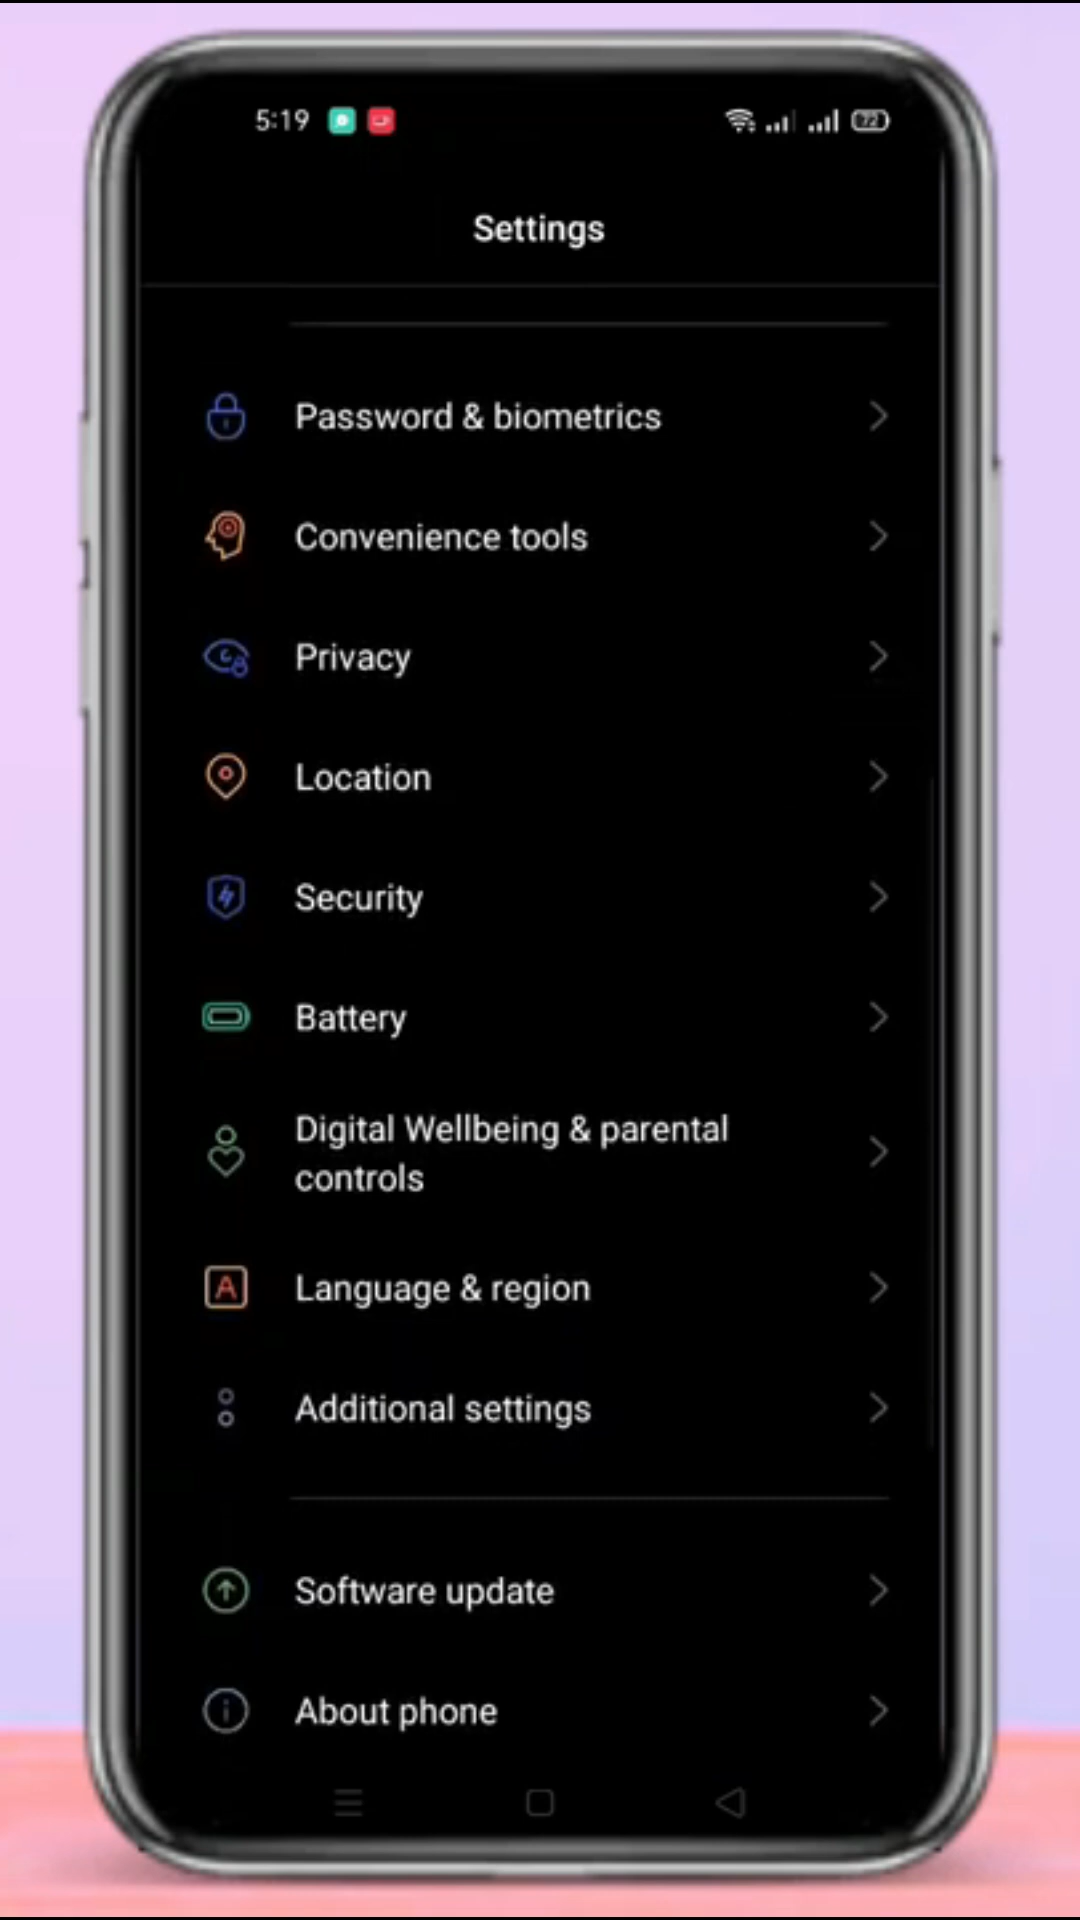 5:19
72
Settings
Password & biometrics
Convenience tools
Privacy
Location
Security
Battery
Digital Wellbeing & parental
controls
A
Language & region
Additional settings
Software update
About phone